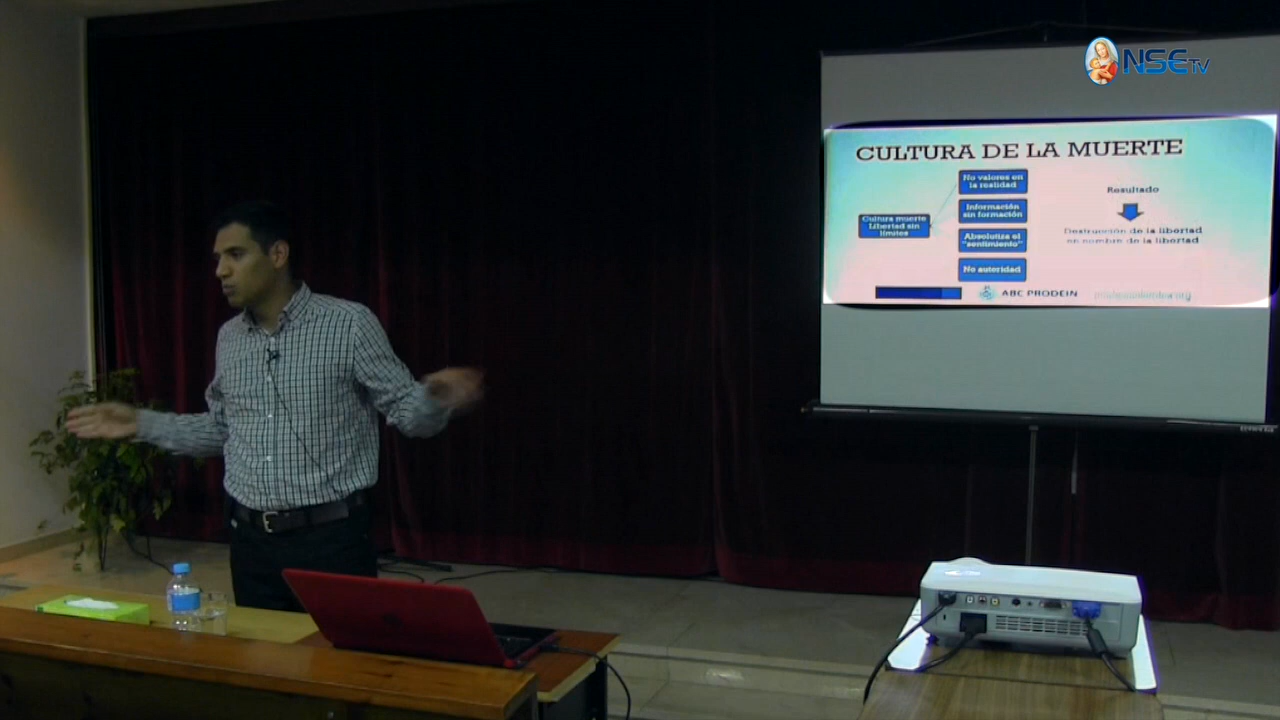 NSETV
CULTURA DE LA MUERTE
No valores en
la realidad
Cultura muerte
Libertad sin
límites
Información
sin formación
Absolutiza el
"sentimiento"
No autoridad
Resultado
Destrucción de la libertad
en nombre de la libertad
ABC PRODEIN